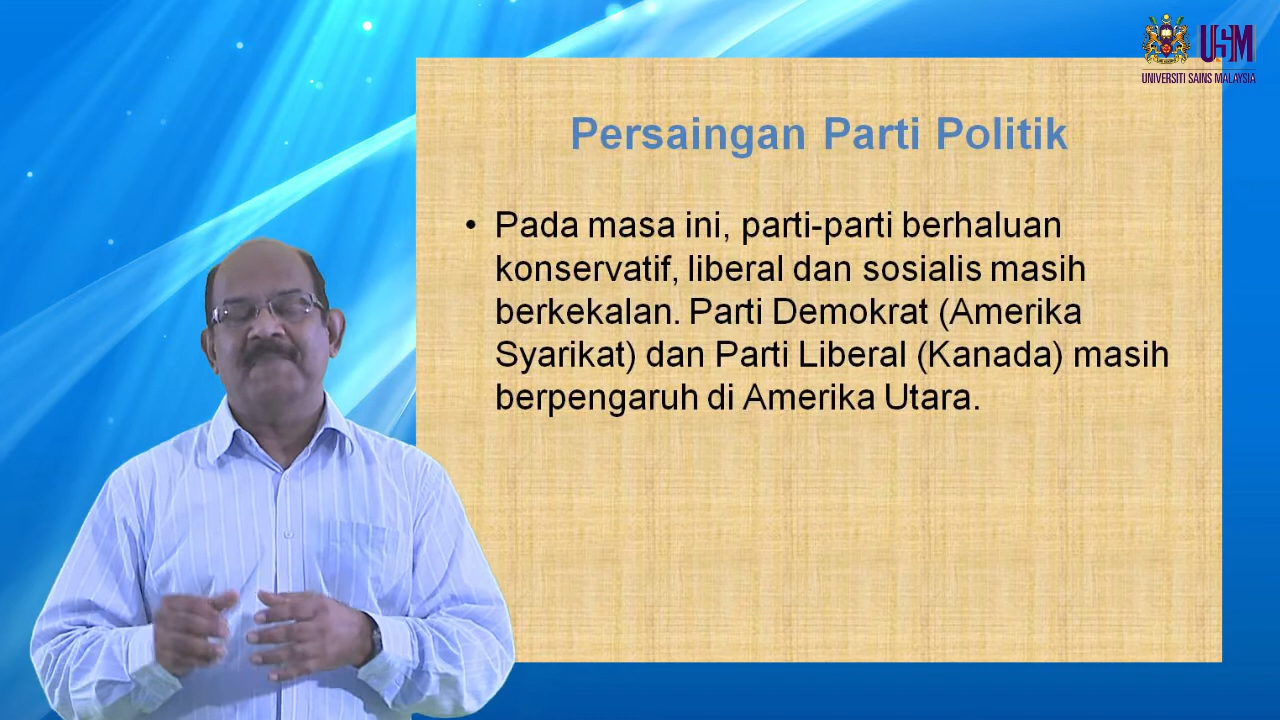 USM
UNIVERSITI SAINS MALAYSIA
Persaingan Parti Politik
• Pada masa ini, parti-parti berhaluan
konservatif, liberal dan sosialis masih
berkekalan. Parti Demokrat (Amerika
Syarikat) dan Parti Liberal (Kanada) masih
berpengaruh di Amerika Utara.